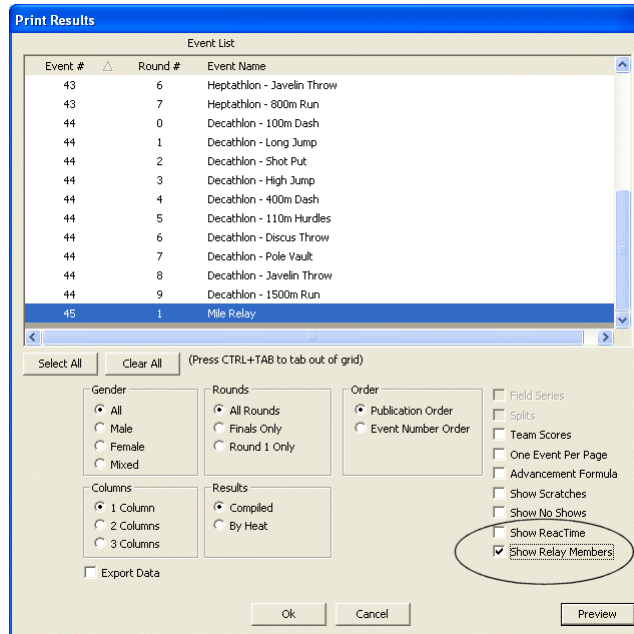 Print Results
Event List
Event # Round # Event Name
43 6 Heptathlon - Javelin Throw
43 7 Heptathlon - 800m Run
44 0 Decathlon - 100m Dash
44 1 Decathlon - Long Jump
44 2 Decathlon - Shot Put
44 3 Decathlon - High Jump
44 4 Decathlon - 400m Dash
44 5 Decathlon - 110m Hurdles
44 6 Decathlon - Discus Throw
44 7 Decathlon - Pole Vault
44 8 Decathlon - Javelin Throw
44 9 Decathlon - 1500m Run
45 1 Mile Relay
Select All Clear All (Press CTRL+TAB to tab out of grid)
Gender
All
Male
Female
Mixed
Rounds
All Rounds
Finals Only
Round 1 Only
Order
Publication Order
Event Number Order
Columns
1 Column
2 Columns
3 Columns
Results
Compiled
By Heat
Field Series
Splits
Team Scores
One Event Per Page
Advancement Formula
Show Scratches
Show No Shows
Show ReacTime
Show Relay Members
Export Data
Ok Cancel Preview